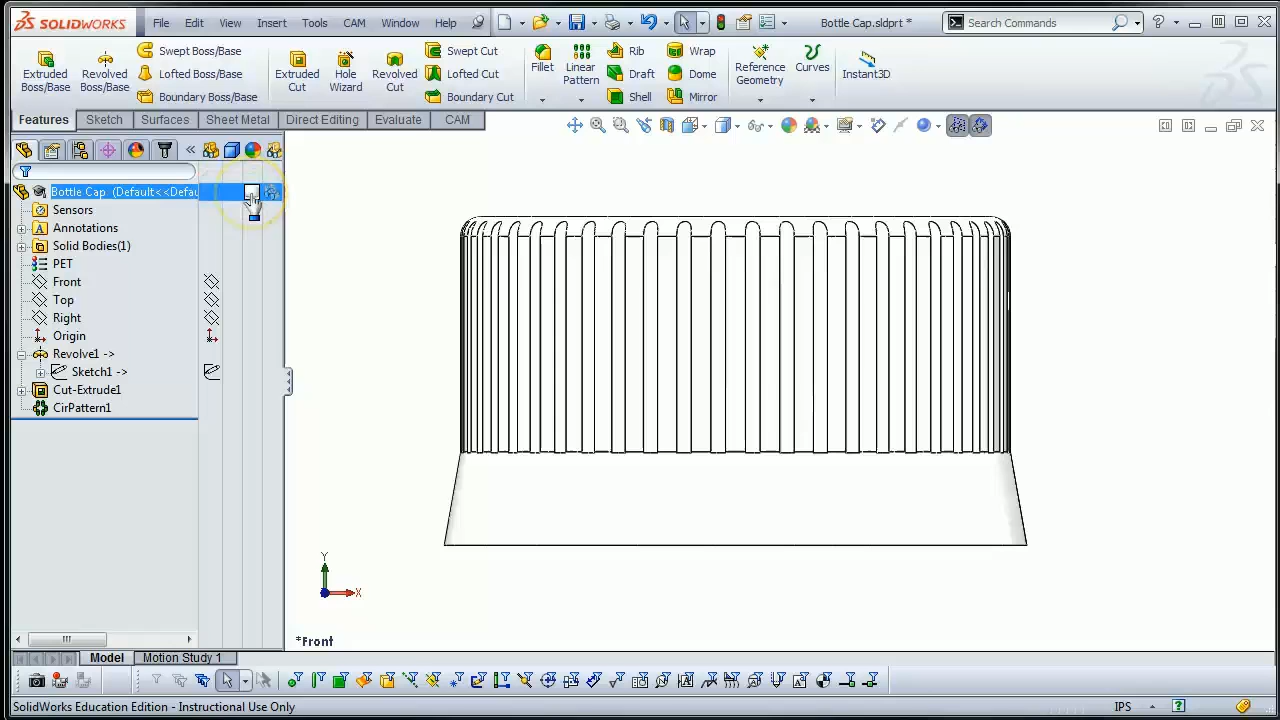 SOLIDWORKS File Edit View Insert Tools CAM Window Help Bottle Cap.sldprt * Search Commands
Extruded Boss/Base
Revolved Boss/Base
Swept Boss/Base
Lofted Boss/Base
Boundary Boss/Base
Extruded Cut
Hole Wizard
Revolved Cut
Swept Cut
Lofted Cut
Boundary Cut
Fillet
Linear Pattern
Rib
Draft
Shell
Wrap
Dome
Mirror
Reference Geometry
Curves
Instant3D
Features Sketch Surfaces Sheet Metal Direct Editing Evaluate CAM
Bottle Cap (Default<<Defau
Sensors
Annotations
Solid Bodies(1)
PET
Front
Top
Right
Origin
Revolve1 ->
Sketch1 ->
Cut-Extrude1
CirPattern1
Y
X
*Front
Model Motion Study 1
SolidWorks Education Edition - Instructional Use Only IPS